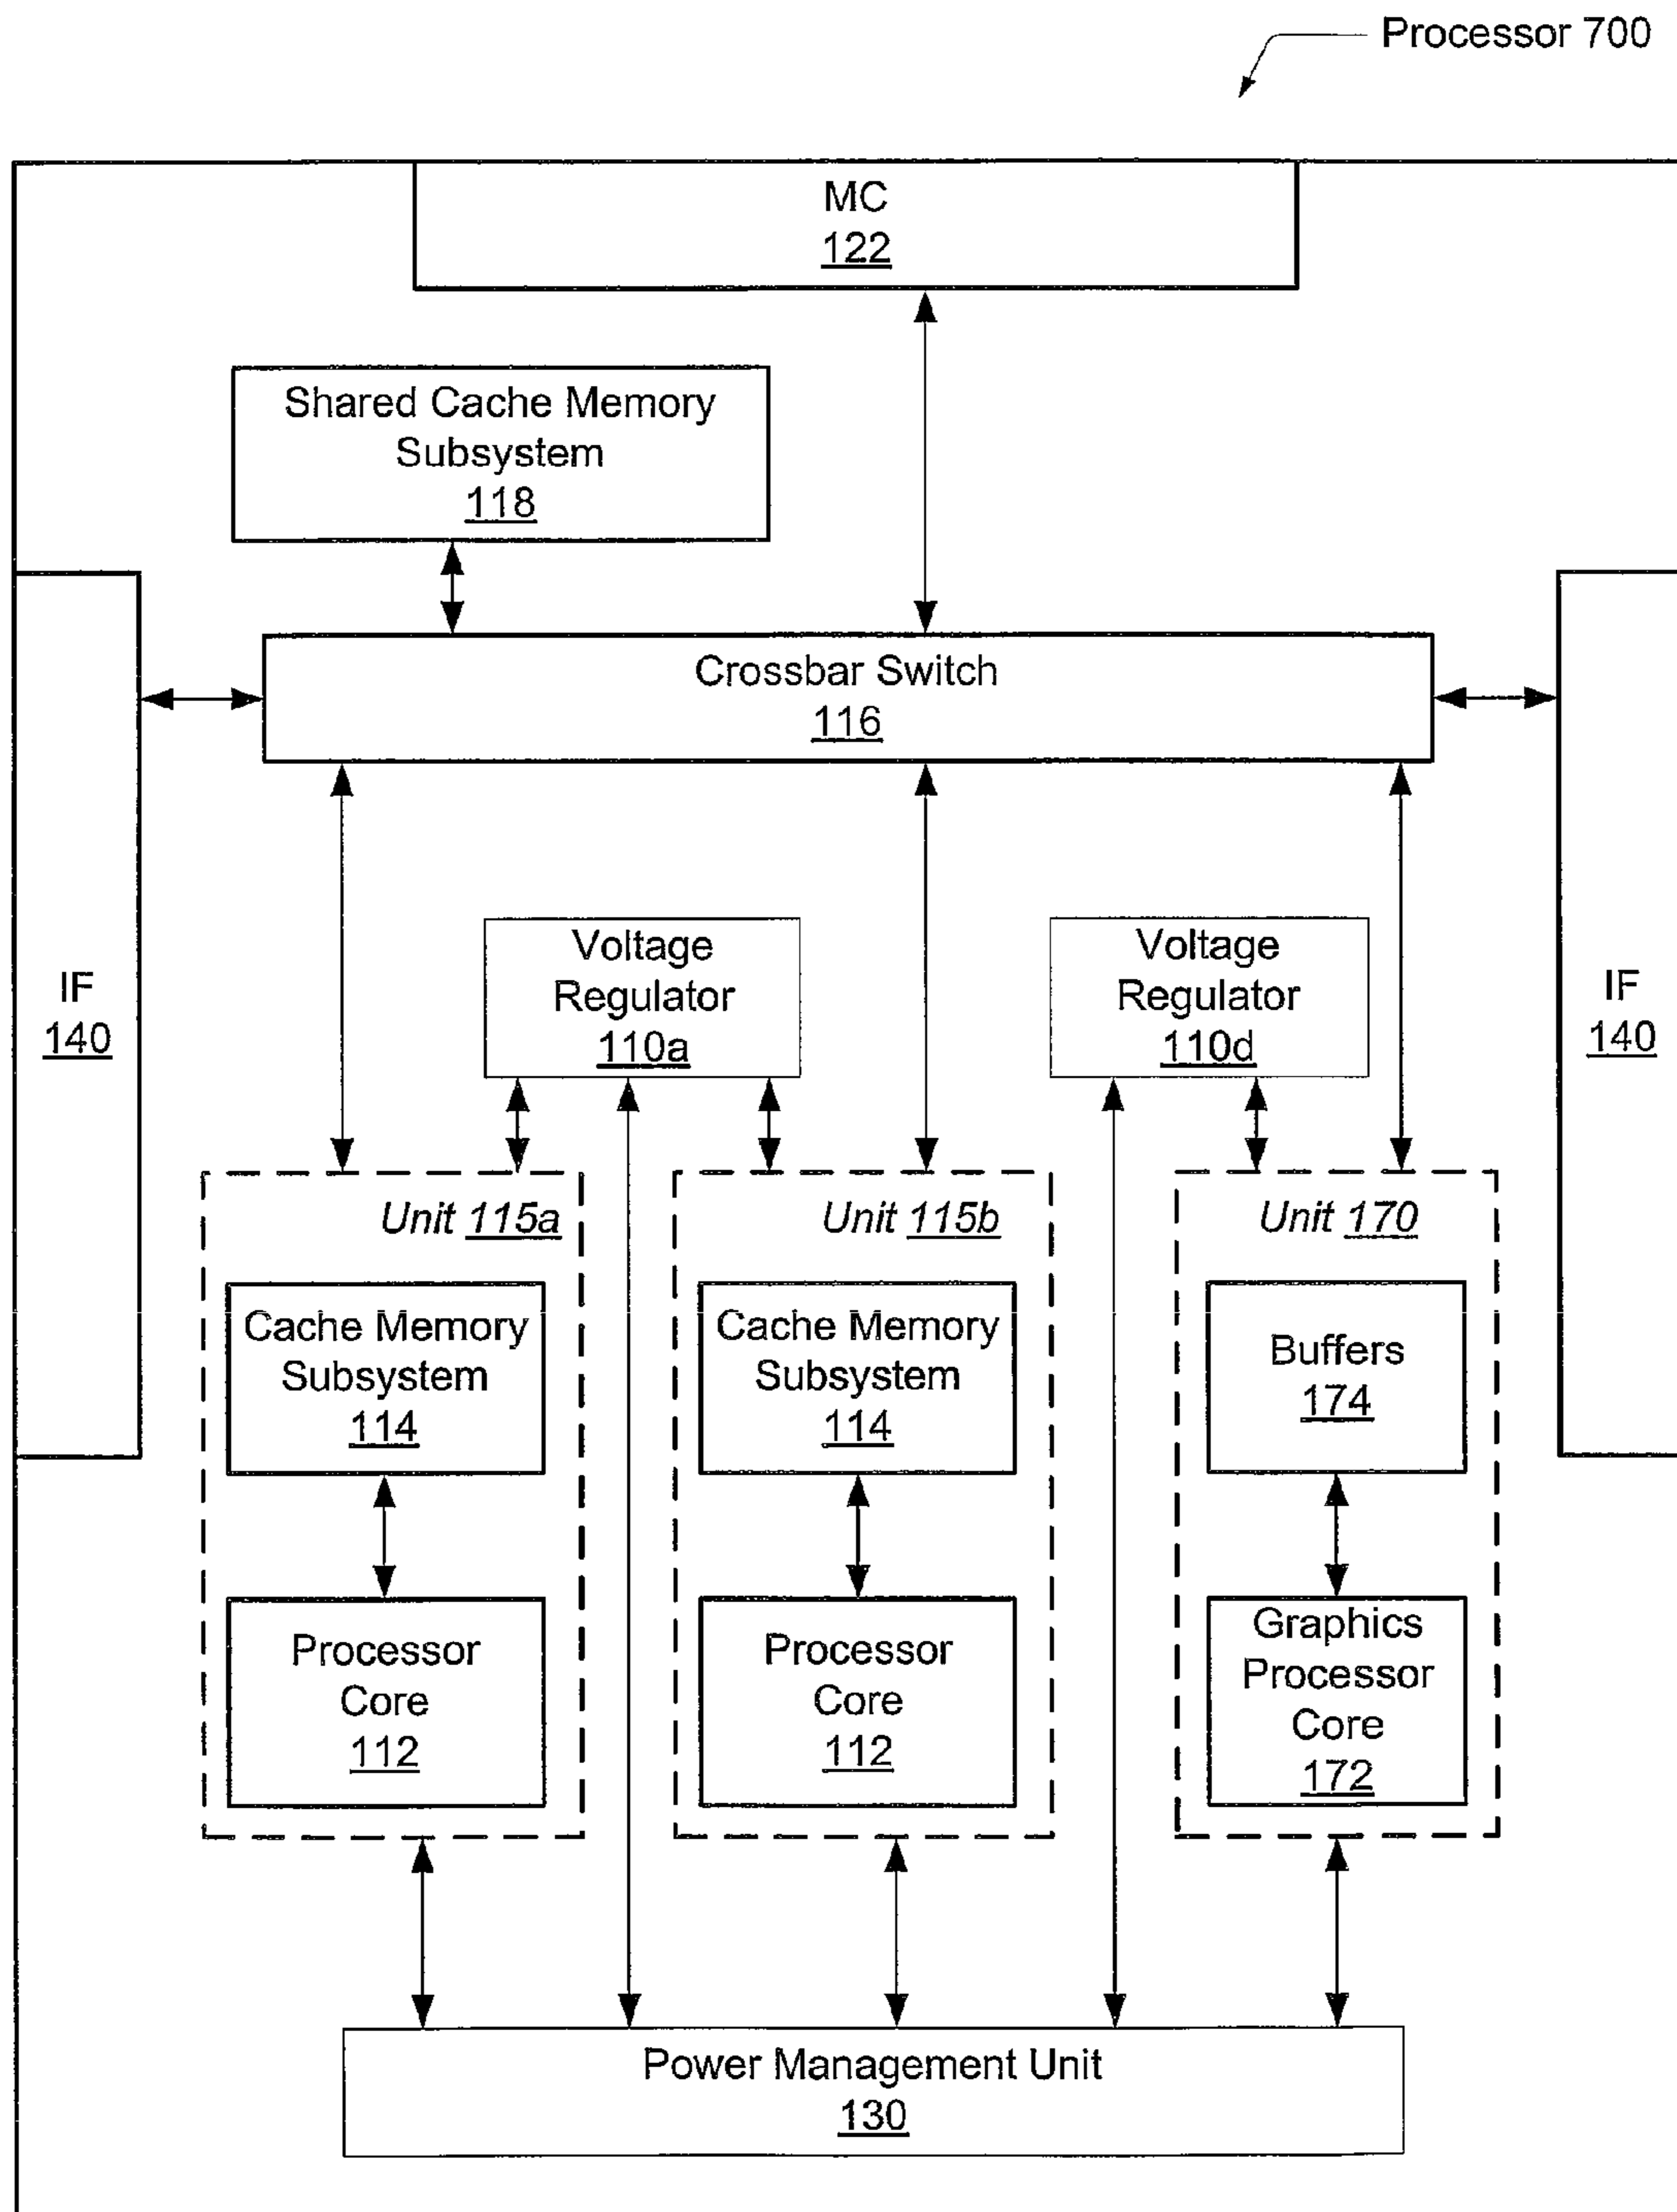 Processor 700
MC
122
Shared Cache Memory
Subsystem
118
Crossbar Switch
116
IF
140
Voltage
Regulator
110a
Voltage
Regulator
110d
IF
140
Unit 115a
Cache Memory
Subsystem
114
Processor
Core
112
Unit 115b
Cache Memory
Subsystem
114
Processor
Core
112
Unit 170
Buffers
174
Graphics
Processor
Core
172
Power Management Unit
130